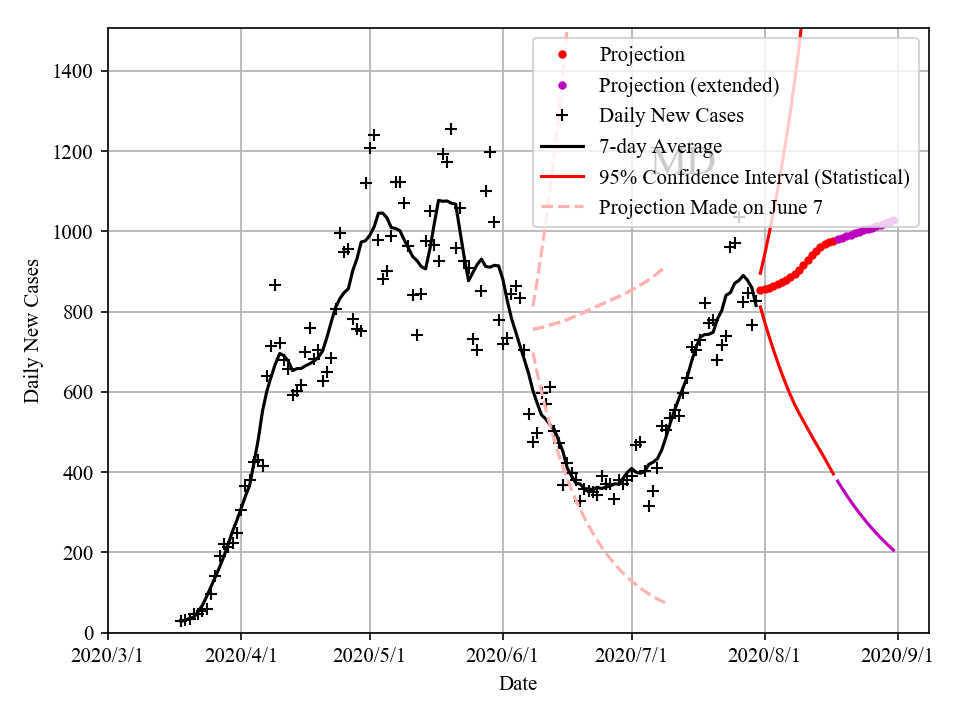 1400
1200
1000
800
600
400
200
0
Daily New Cases
2020/3/1
2020/4/1
2020/5/1
2020/6/1
2020/7/1
2020/8/1
2020/9/1
Date
MD
Projection
Projection (extended)
Daily New Cases
7-day Average
95% Confidence Interval (Statistical)
Projection Made on June 7